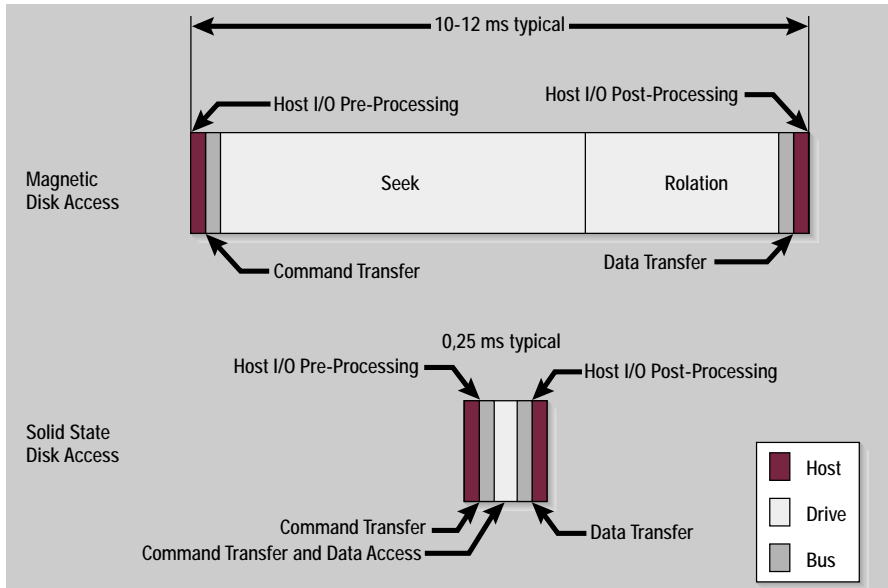 10-12 ms typical
Host I/O Pre-Processing
Host I/O Post-Processing
Magnetic
Disk Access
Seek
Rolation
Command Transfer
Data Transfer
0,25 ms typical
Host I/O Pre-Processing
Host I/O Post-Processing
Solid State
Disk Access
Command Transfer
Command Transfer and Data Access
Data Transfer
Host
Drive
Bus